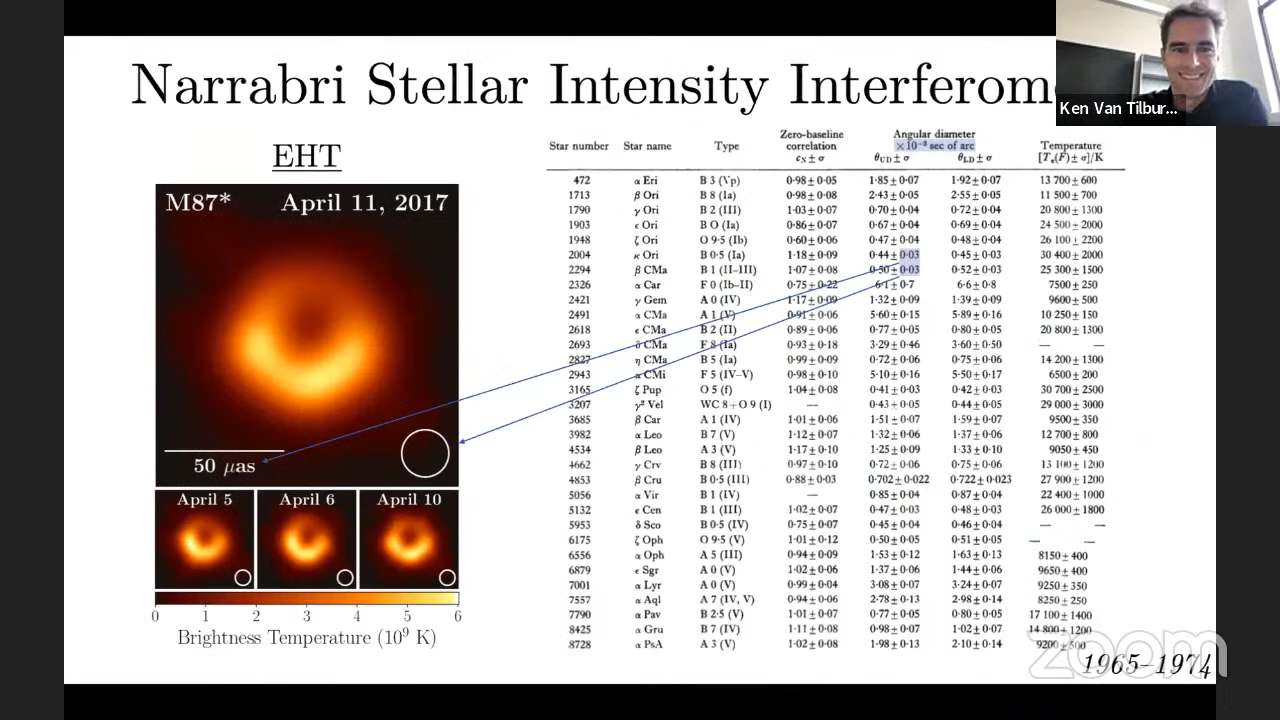 Narrabri Stellar Intensity Interferom
Ken Van Tilbur...
EHT
M87* April 11, 2017
50 μas
April 5 April 6 April 10
0 1 2 3 4 5 6
Brightness Temperature (10⁹ K)
Zero-baseline Angular diameter
Star number Star name Type correlation ×10⁻³ sec of arc Temperature
c_N ± σ θ_UD ± σ θ_LD ± σ [T_e(F) ± σ]/K
472 α Eri B 3 (Vp) 0·98 ± 0·05 1·85 ± 0·07 1·92 ± 0·07 13 700 ± 600
1713 β Ori B 8 (Ia) 0·98 ± 0·08 2·43 ± 0·05 2·55 ± 0·05 11 500 ± 700
1790 γ Ori B 2 (III) 1·03 ± 0·07 0·70 ± 0·04 0·72 ± 0·04 20 800 ± 1300
1903 ε Ori B O (Ia) 0·86 ± 0·07 0·67 ± 0·04 0·69 ± 0·04 24 500 ± 2000
1948 ζ Ori O 9·5 (Ib) 0·60 ± 0·06 0·47 ± 0·04 0·48 ± 0·04 26 100 ± 2200
2004 κ Ori B 0·5 (Ia) 1·18 ± 0·09 0·44 ± 0·03 0·45 ± 0·03 30 400 ± 2000
2294 β CMa B 1 (II–III) 1·07 ± 0·08 0·50 ± 0·03 0·52 ± 0·03 25 300 ± 1500
2326 α Car F 0 (Ib–II) 0·75 ± 0·22 6·1 ± 0·7 6·6 ± 0·8 7500 ± 250
2421 γ Gem A 0 (IV) 1·17 ± 0·09 1·32 ± 0·09 1·39 ± 0·09 9600 ± 500
2491 α CMa A 1 (V) 0·91 ± 0·06 5·60 ± 0·15 5·89 ± 0·16 10 250 ± 150
2618 ε CMa B 2 (II) 0·89 ± 0·06 0·77 ± 0·05 0·80 ± 0·05 20 800 ± 1300
2693 δ CMa F 8 (Ia) 0·93 ± 0·18 3·29 ± 0·46 3·60 ± 0·50 — —
2827 η CMa B 5 (Ia) 0·99 ± 0·09 0·72 ± 0·06 0·75 ± 0·06 14 200 ± 1300
2943 α CMi F 5 (IV–V) 0·98 ± 0·10 5·10 ± 0·16 5·50 ± 0·17 6500 ± 200
3165 ζ Pup O 5 (f) 1·04 ± 0·08 0·41 ± 0·03 0·42 ± 0·03 30 700 ± 2500
3207 γ² Vel WC 8 + O 9 (I) — 0·43 ± 0·05 0·44 ± 0·05 29 000 ± 3000
3685 β Car A 1 (IV) 1·01 ± 0·06 1·51 ± 0·07 1·59 ± 0·07 9500 ± 350
3982 α Leo B 7 (V) 1·12 ± 0·07 1·32 ± 0·06 1·37 ± 0·06 12 700 ± 800
4534 β Leo A 3 (V) 1·17 ± 0·10 1·25 ± 0·09 1·33 ± 0·10 9050 ± 450
4662 γ Crv B 8 (III) 0·97 ± 0·10 0·72 ± 0·06 0·75 ± 0·06 13 100 ± 1200
4853 β Cru B 0·5 (III) 0·88 ± 0·03 0·702 ± 0·022 0·722 ± 0·023 27 900 ± 1200
5056 α Vir B 1 (IV) — 0·85 ± 0·04 0·87 ± 0·04 22 400 ± 1000
5132 ε Cen B 1 (III) 1·02 ± 0·07 0·47 ± 0·03 0·48 ± 0·03 26 000 ± 1800
5953 δ Sco B 0·5 (IV) 0·75 ± 0·07 0·45 ± 0·04 0·46 ± 0·04 — —
6175 ζ Oph O 9·5 (V) 1·01 ± 0·12 0·50 ± 0·05 0·51 ± 0·05 — —
6556 α Oph A 5 (III) 0·94 ± 0·09 1·53 ± 0·12 1·63 ± 0·13 8150 ± 400
6879 ε Sgr A 0 (V) 1·02 ± 0·06 1·37 ± 0·06 1·44 ± 0·06 9650 ± 400
7001 α Lyr A 0 (V) 0·99 ± 0·04 3·08 ± 0·07 3·24 ± 0·07 9250 ± 350
7557 α Aql A 7 (IV, V) 0·94 ± 0·06 2·78 ± 0·13 2·98 ± 0·14 8250 ± 250
7790 α Pav B 2·5 (V) 1·01 ± 0·07 0·77 ± 0·05 0·80 ± 0·05 17 100 ± 1400
8425 α Gru B 7 (IV) 1·11 ± 0·08 0·98 ± 0·07 1·02 ± 0·07 14 800 ± 1200
8728 α PsA A 3 (V) 1·02 ± 0·08 1·98 ± 0·13 2·10 ± 0·14 9200 ± 500
zoom
1965–1974